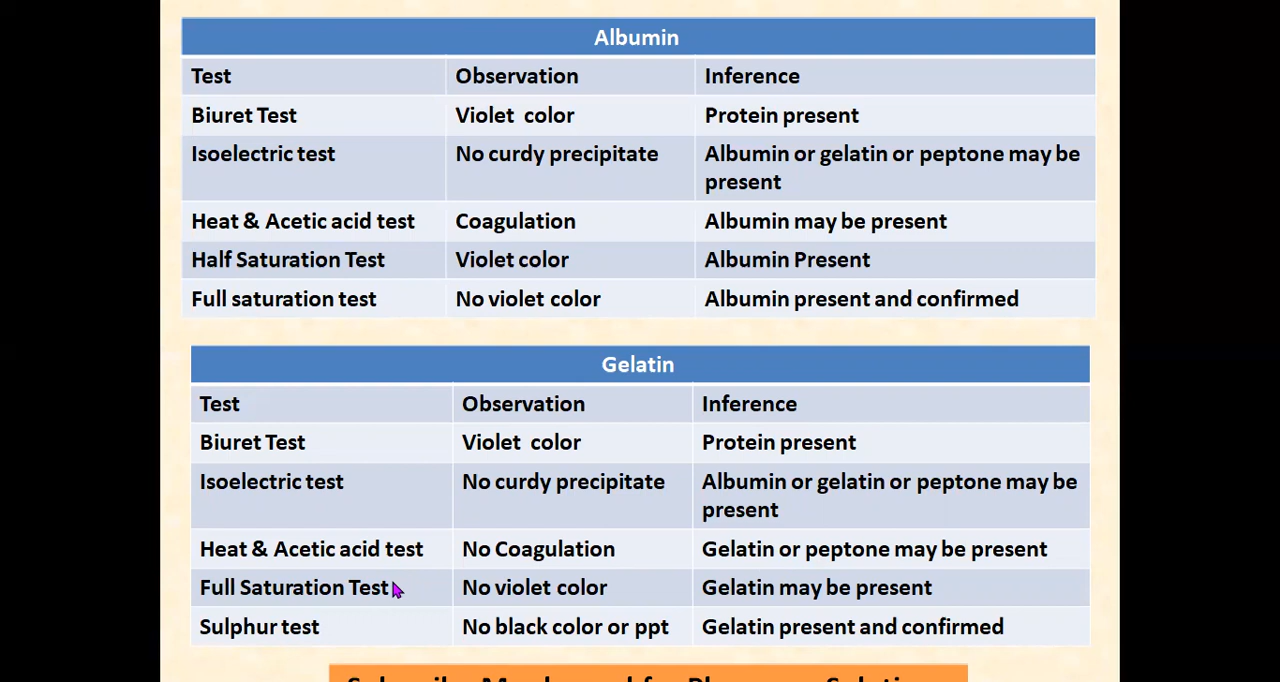 Albumin
Test Observation Inference
Biuret Test Violet color Protein present
Isoelectric test No curdy precipitate Albumin or gelatin or peptone may be
present
Heat & Acetic acid test Coagulation Albumin may be present
Half Saturation Test Violet color Albumin Present
Full saturation test No violet color Albumin present and confirmed
Gelatin
Test Observation Inference
Biuret Test Violet color Protein present
Isoelectric test No curdy precipitate Albumin or gelatin or peptone may be
present
Heat & Acetic acid test No Coagulation Gelatin or peptone may be present
Full Saturation Test No violet color Gelatin may be present
Sulphur test No black color or ppt Gelatin present and confirmed